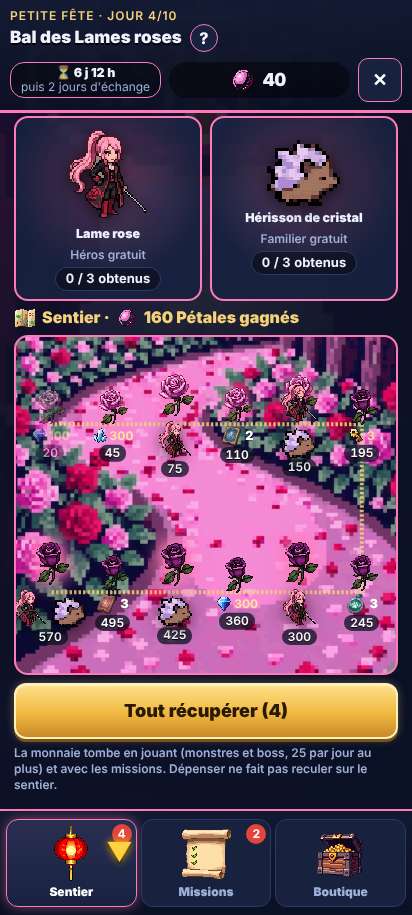 PETITE FÊTE · JOUR 4/10
Bal des Lames roses ?
6 j 12 h
puis 2 jours d'échange
40
×
Lame rose
Héros gratuit
0 / 3 obtenus
Hérisson de cristal
Familier gratuit
0 / 3 obtenus
Sentier · 160 Pétales gagnés
300
2
20
45
75
110
150
195
3
300
3
570
495
425
360
300
245
Tout récupérer (4)
La monnaie tombe en jouant (monstres et boss, 25 par jour au
plus) et avec les missions. Dépenser ne fait pas reculer sur le
sentier.
4
2
Sentier
Missions
Boutique